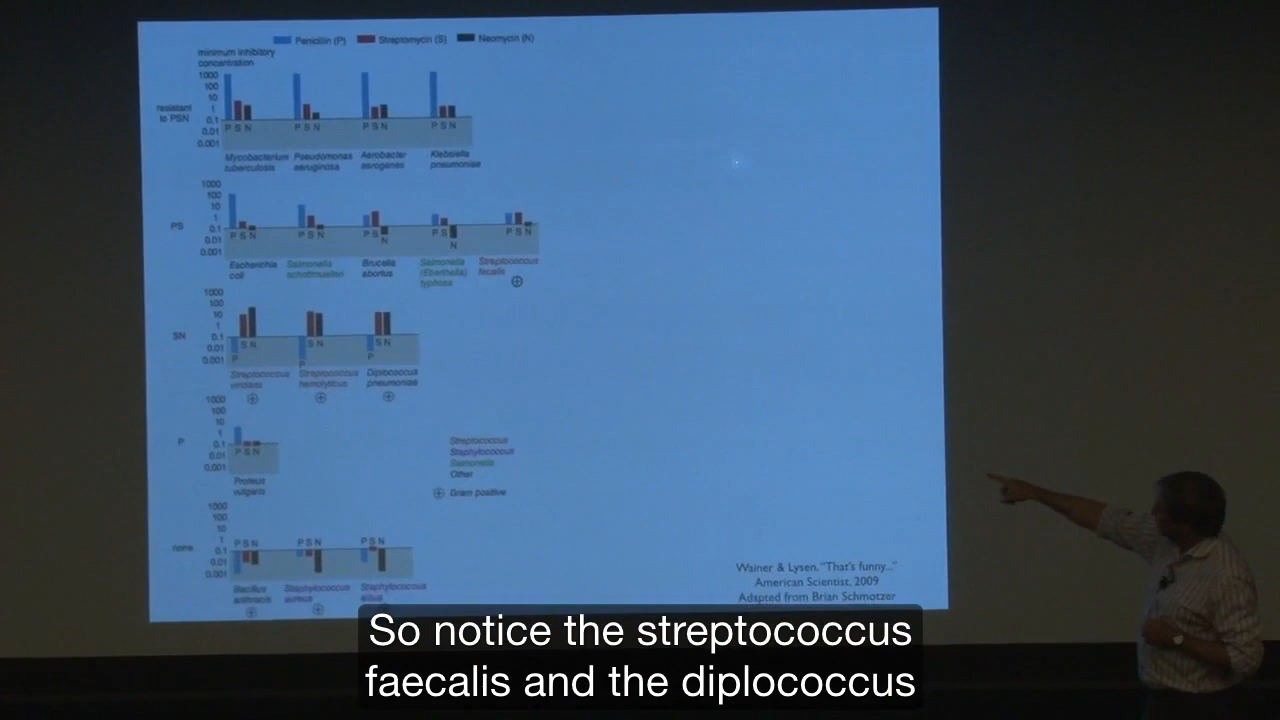 Penicillin (P) Streptomycin (S) Neomycin (N)
minimum inhibitory
concentration
1000
100
10
1
0.1
0.01
0.001
resistant
to PSN
P S N P S N P S N P S N
Mycobacterium
tuberculosis
Pseudomonas
aeruginosa
Aerobacter
aerogenes
Klebsiella
pneumoniae
1000
100
10
1
0.1
0.01
0.001
PS
P S N P S N P S N P S N P S N
Escherichia
coli
Salmonella
schottmuelleri
Brucella
abortus
Salmonella
(Eberthella)
typhosa
Streptococcus
fecalis
1000
100
10
1
0.1
0.01
0.001
SN
S N S N S N
P P P
Streptococcus
viridans
Streptococcus
hemolyticus
Diplococcus
pneumoniae
1000
100
10
1
0.1
0.01
0.001
P
P S N
Proteus
vulgaris
Streptococcus
Staphylococcus
Salmonella
Other
Gram positive
1000
100
10
1
0.1
0.01
0.001
none
P S N P S N P S N
Bacillus
anthracis
Staphylococcus
aureus
Staphylococcus
albus
Wainer & Lysen, "That's funny..."
American Scientist, 2009
Adapted from Brian Schmotzer
So notice the streptococcus
faecalis and the diplococcus